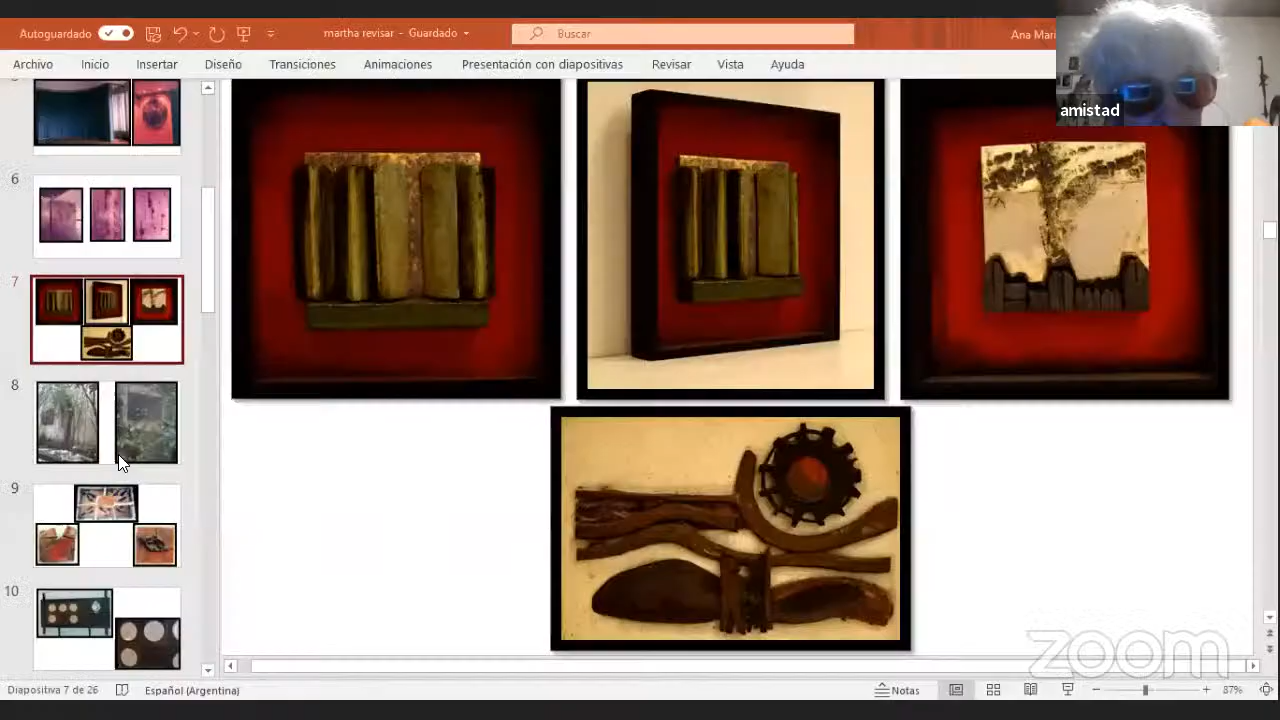 Autoguardado
martha revisar - Guardado
Buscar
Ana Mari
Archivo Inicio Insertar Diseño Transiciones Animaciones Presentación con diapositivas Revisar Vista Ayuda
amistad
6
7
8
9
10
zoom
Diapositiva 7 de 26 Español (Argentina) Notas 87%